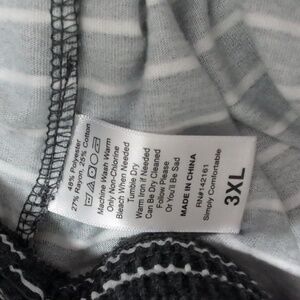 48% Polyester
27% Rayon, 25% Cotton
Machine Wash Warm
Only Non-Chlorine
Bleach When Needed
Tumble Dry
Warm Iron If Needed
Can Be Dry Cleaned
Follow Please
Or You'll Be Sad
MADE IN CHINA
RN#142161
Simply Comfortable
3XL